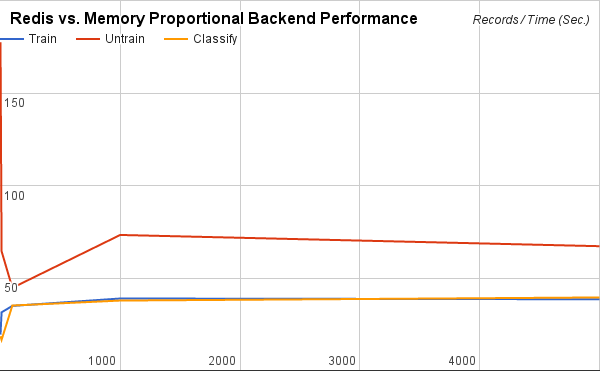 Redis vs. Memory Proportional Backend Performance
Records / Time (Sec.)
Train Untrain Classify
150
100
50
1000 2000 3000 4000